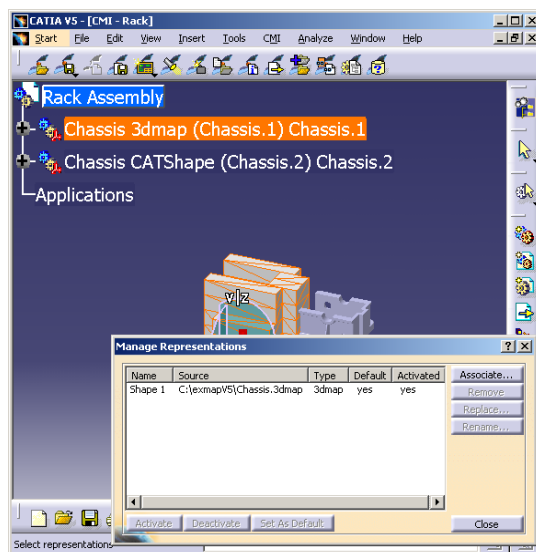 CATIA V5 - [CMI - Rack]
Start File Edit View Insert Tools CMI Analyze Window Help
Rack Assembly
Chassis 3dmap (Chassis.1) Chassis.1
Chassis CATShape (Chassis.2) Chassis.2
Applications
v|z
Manage Representations
Name Source Type Default Activated
Shape 1 C:\exmapV5\Chassis.3dmap 3dmap yes yes
Associate...
Remove
Replace...
Rename...
Activate Deactivate Set As Default Close
Select representations